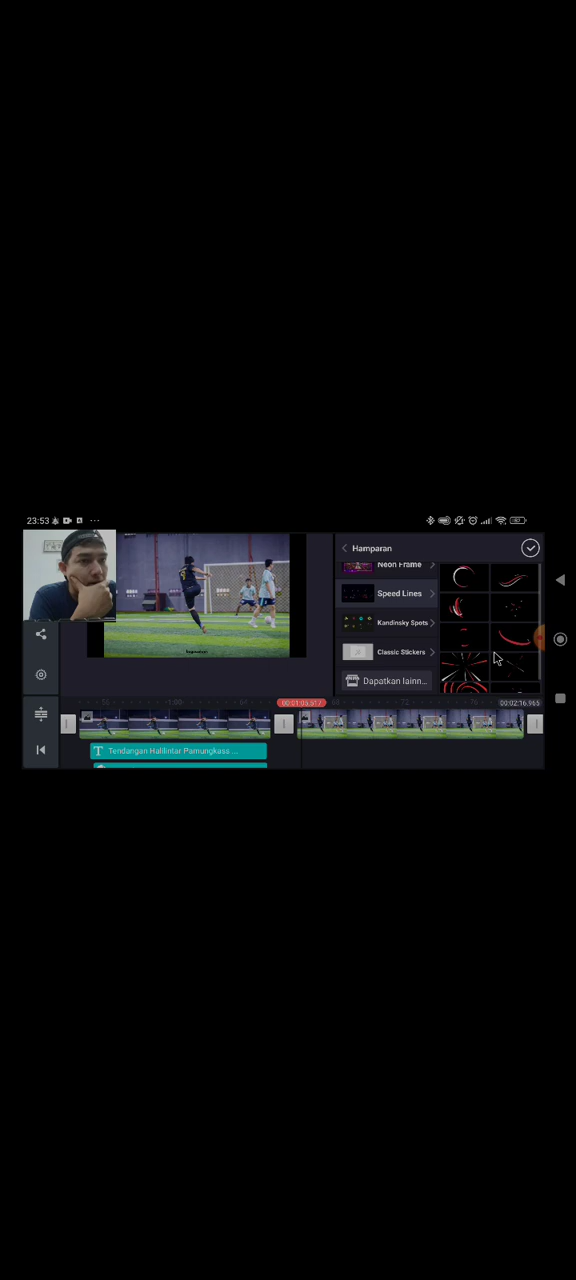 23:53
Hamparan
Neon Frame
Speed Lines
Kandinsky Spots
Classic Stickers
Dapatkan lainn...
00:01:05.517
00:02:16.965
T Tendangan Halilintar Pamungkasa ...